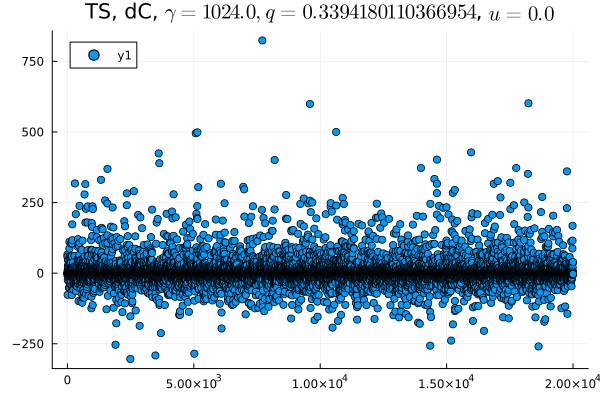 TS, dC, γ = 1024.0, q = 0.3394180110366954, u = 0.0
y1
750
500
250
0
−250
0 5.00×10³ 1.00×10⁴ 1.50×10⁴ 2.00×10⁴